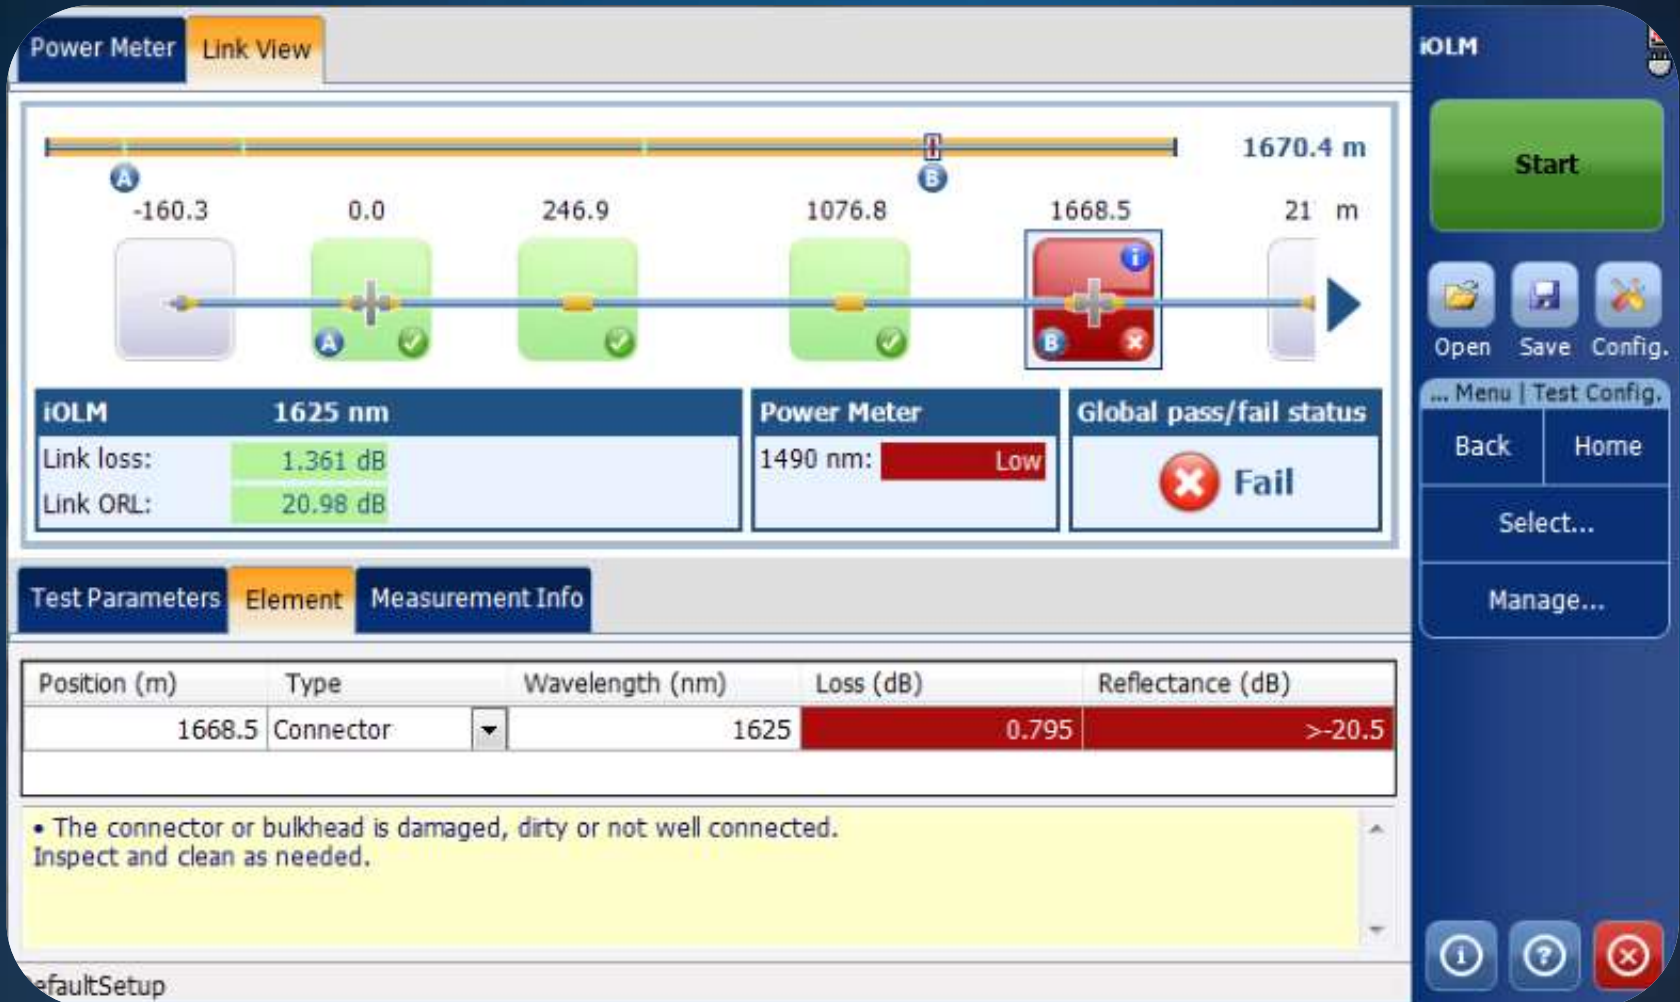 Power Meter
Link View
iOLM
1670.4 m
Start
A
B
-160.3
0.0
246.9
1076.8
1668.5
21
m
i
A
B
Open
Save
Config.
... Menu | Test Config.
Back
Home
Select...
Manage...
iOLM
1625 nm
Power Meter
Global pass/fail status
Link loss:
1.361 dB
1490 nm:
Low
Fail
Link ORL:
20.98 dB
Test Parameters
Element
Measurement Info
Position (m)
Type
Wavelength (nm)
Loss (dB)
Reflectance (dB)
1668.5
Connector
1625
0.795
>-20.5
• The connector or bulkhead is damaged, dirty or not well connected.
Inspect and clean as needed.
efaultSetup
i
?